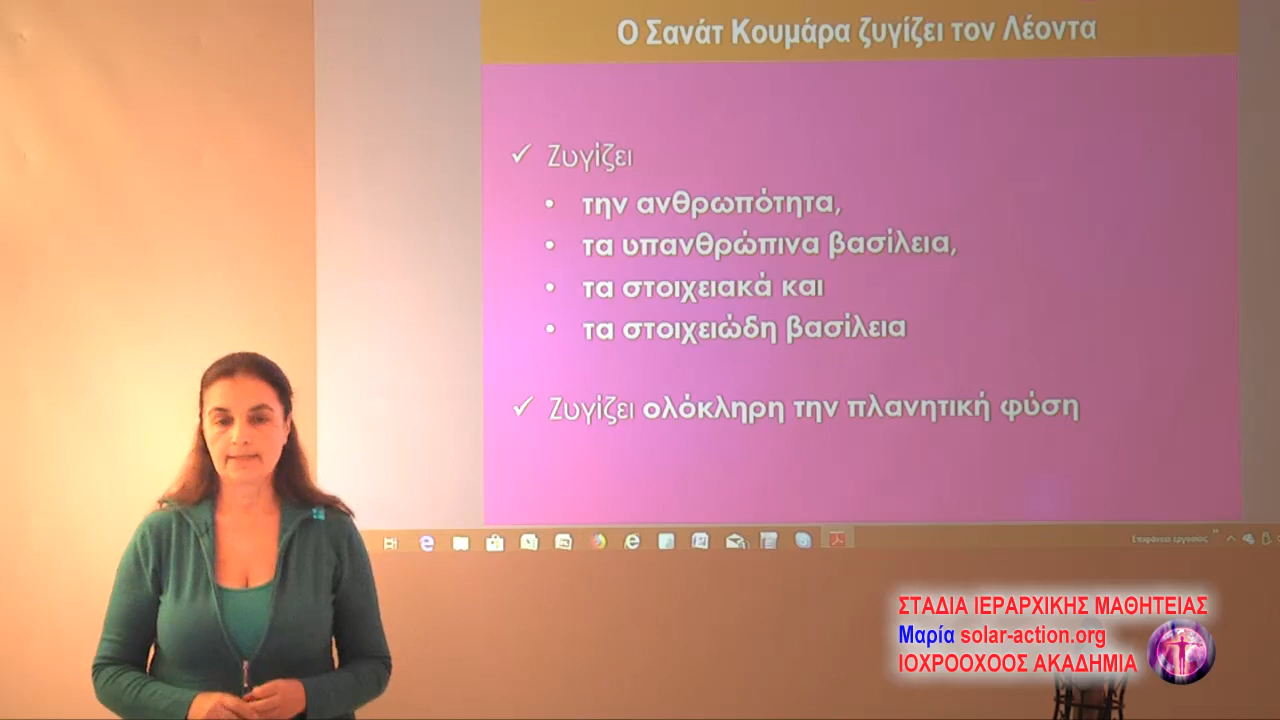 Ο Σανάτ Κουμάρα ζυγίζει τον Λέοντα
✓ Ζυγίζει
• την ανθρωπότητα,
• τα υπανθρώπινα βασίλεια,
• τα στοιχειακά και
• τα στοιχειώδη βασίλεια
✓ Ζυγίζει ολόκληρη την πλανητική φύση
Επιφάνεια εργασίας
ΣΤΑΔΙΑ ΙΕΡΑΡΧΙΚΗΣ ΜΑΘΗΤΕΙΑΣ
Μαρία solar-action.org
ΙΟΧΡΟΟΧΟΟΣ ΑΚΑΔΗΜΙΑ